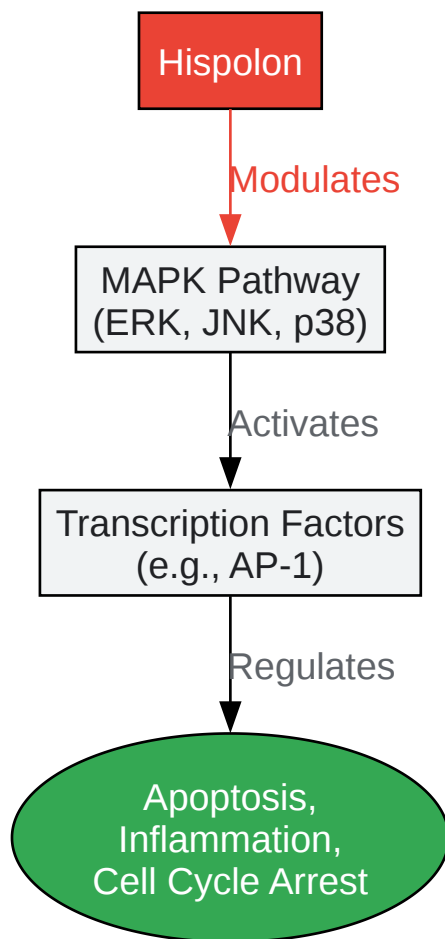 Hispolon
Modulates
MAPK Pathway
(ERK, JNK, p38)
Activates
Transcription Factors
(e.g., AP-1)
Regulates
Apoptosis,
Inflammation,
Cell Cycle Arrest